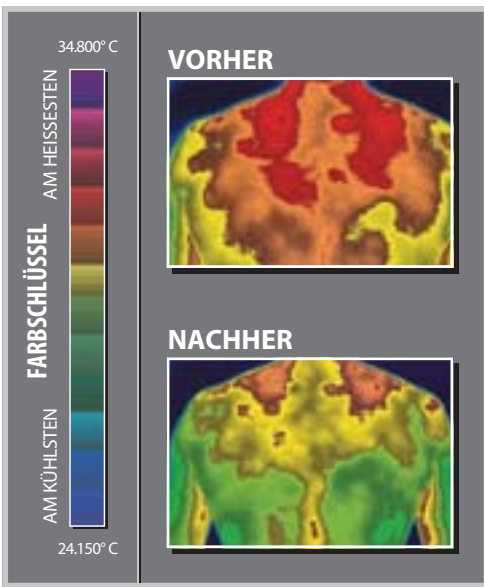 34.800° C
AM HEISSESTEN
FARBSCHLÜSSEL
AM KÜHLSTEN
24.150° C
VORHER
NACHHER